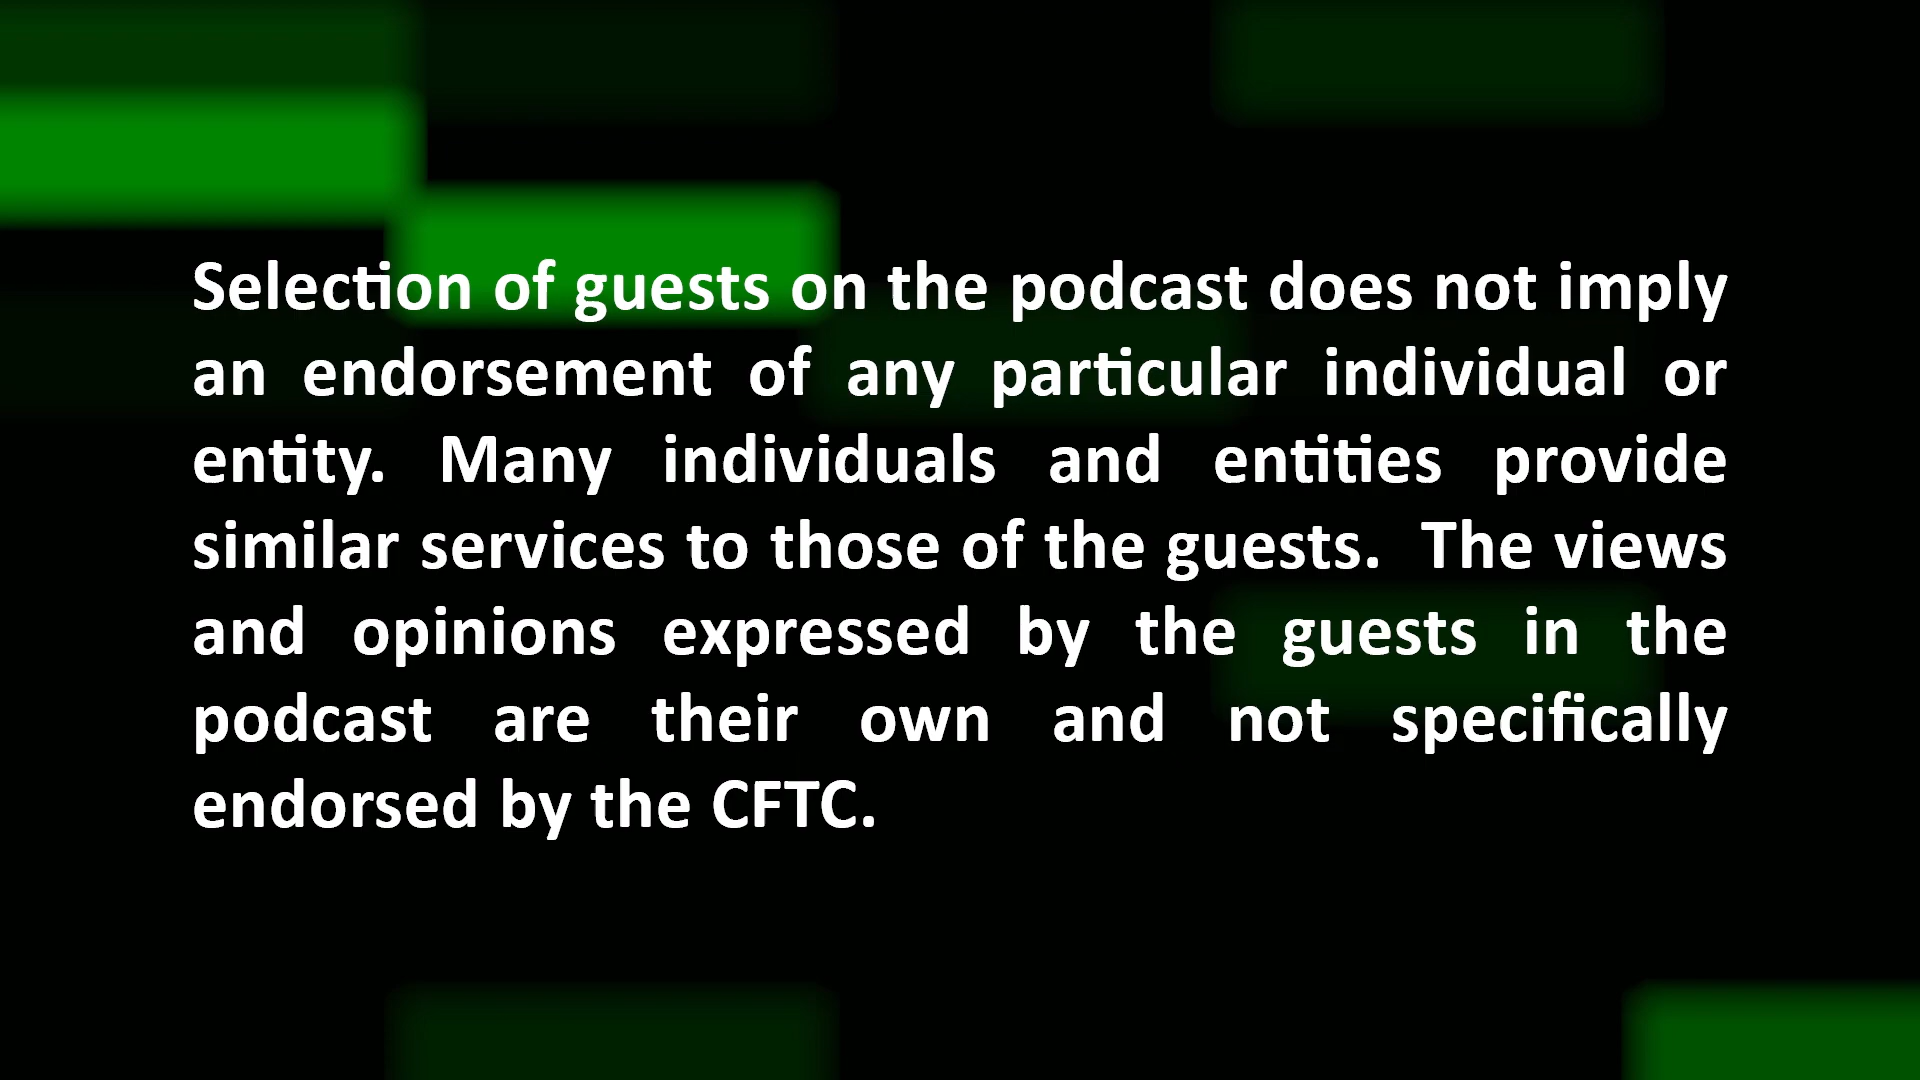 Selection of guests on the podcast does not imply
an endorsement of any particular individual or
entity. Many individuals and entities provide
similar services to those of the guests.  The views
and opinions expressed by the guests in the
podcast are their own and not specifically
endorsed by the CFTC.